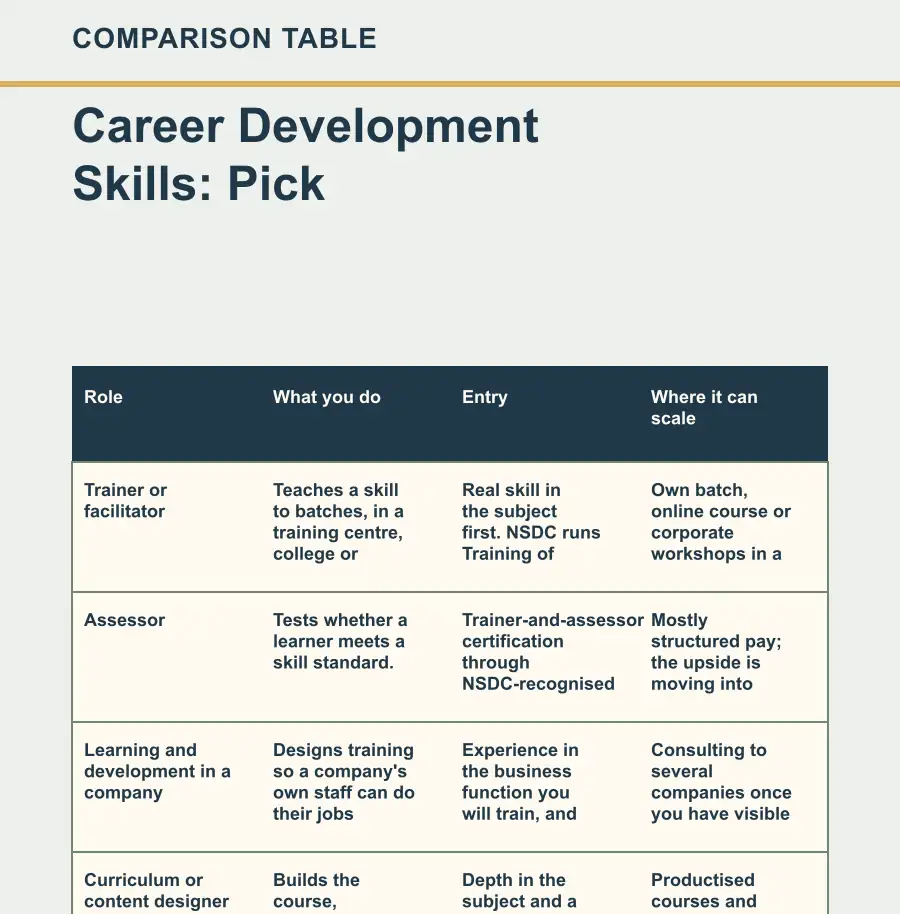 COMPARISON TABLE
Career Development
Skills: Pick
Role
What you do
Entry
Where it can
scale
Trainer or
facilitator
Teaches a skill
to batches, in a
training centre,
college or
Real skill in
the subject
first. NSDC runs
Training of
Own batch,
online course or
corporate
workshops in a
Assessor
Tests whether a
learner meets a
skill standard.
Trainer-and-assessor
certification
through
NSDC-recognised
Mostly
structured pay;
the upside is
moving into
Learning and
development in a
company
Designs training
so a company's
own staff can do
their jobs
Experience in
the business
function you
will train, and
Consulting to
several
companies once
you have visible
Curriculum or
content designer
Builds the
course,
Depth in the
subject and a
Productised
courses and